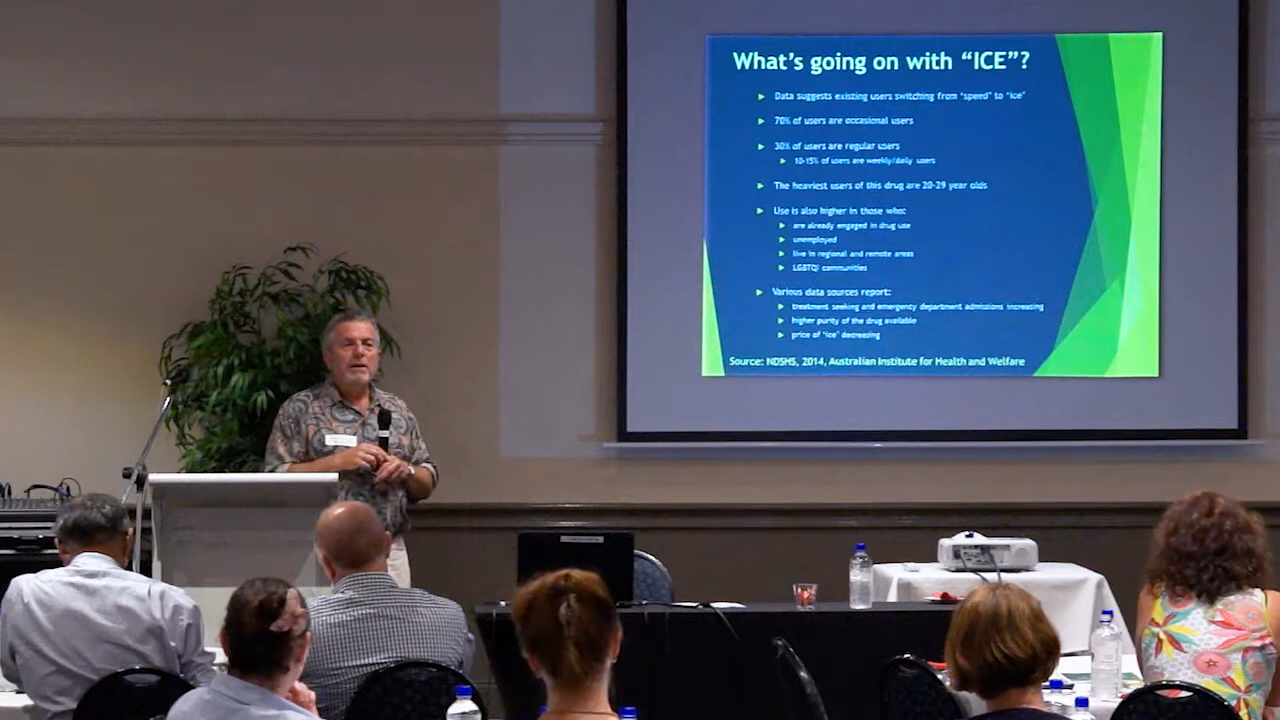 What's going on with “ICE”?
Data suggests existing users switching from “speed” to “ice”
70% of users are occasional users
30% of users are regular users
10-15% of users are weekly/daily users
The heaviest users of this drug are 20-29 year olds
Use is also higher in those who:
are already engaged in drug use
unemployed
live in regional and remote areas
LGBTQI communities
Various data sources report:
treatment seeking and emergency department admissions increasing
higher purity of the drug available
price of “ice” decreasing
Source: NDSHS, 2014, Australian Institute for Health and Welfare